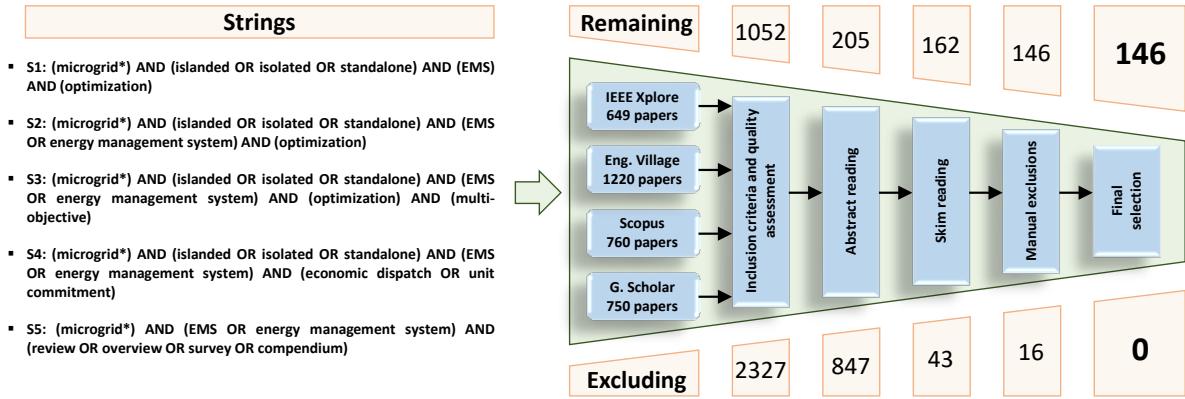 Strings
▪ S1: (microgrid*) AND (islanded OR isolated OR standalone) AND (EMS)
AND (optimization)
▪ S2: (microgrid*) AND (islanded OR isolated OR standalone) AND (EMS
OR energy management system) AND (optimization)
▪ S3: (microgrid*) AND (islanded OR isolated OR standalone) AND (EMS
OR energy management system) AND (optimization) AND (multi-
objective)
▪ S4: (microgrid*) AND (islanded OR isolated OR standalone) AND (EMS
OR energy management system) AND (economic dispatch OR unit
commitment)
▪ S5: (microgrid*) AND (EMS OR energy management system) AND
(review OR overview OR survey OR compendium)
Remaining
1052
205
162
146
146
IEEE Xplore
649 papers
Eng. Village
1220 papers
Scopus
760 papers
G. Scholar
750 papers
Inclusion criteria and quality
assessment
Abstract reading
Skim reading
Manual exclusions
Final
selection
Excluding
2327
847
43
16
0